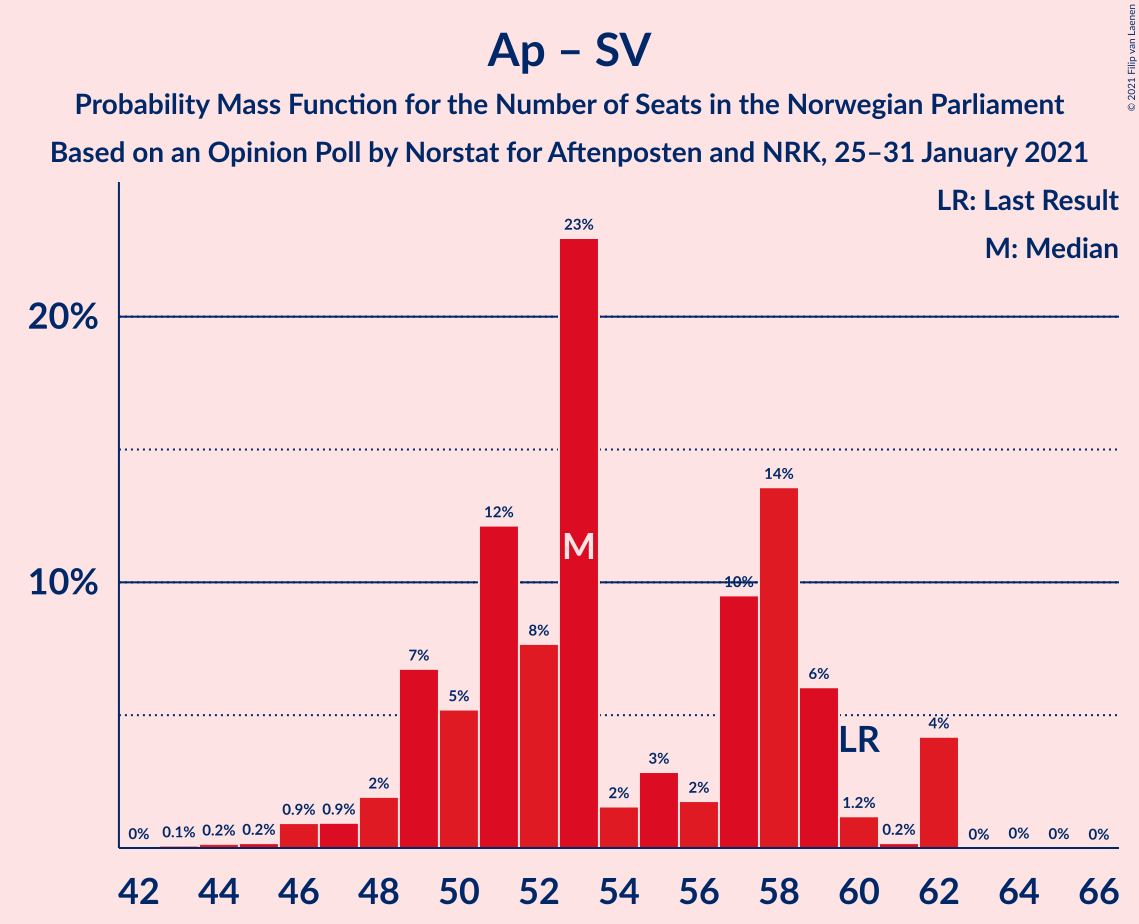 Ap – SV
Probability Mass Function for the Number of Seats in the Norwegian Parliament
Based on an Opinion Poll by Norstat for Aftenposten and NRK, 25–31 January 2021
© 2021 Filip van Laenen
LR: Last Result
M: Median
20%
10%
0% 0.1% 0.2% 0.2% 0.9% 0.9% 2% 7% 5% 12% 8% 23% 2% 3% 2% 10% 14% 6% 1.2% 0.2% 4% 0% 0% 0% 0%
M
LR
42 44 46 48 50 52 54 56 58 60 62 64 66